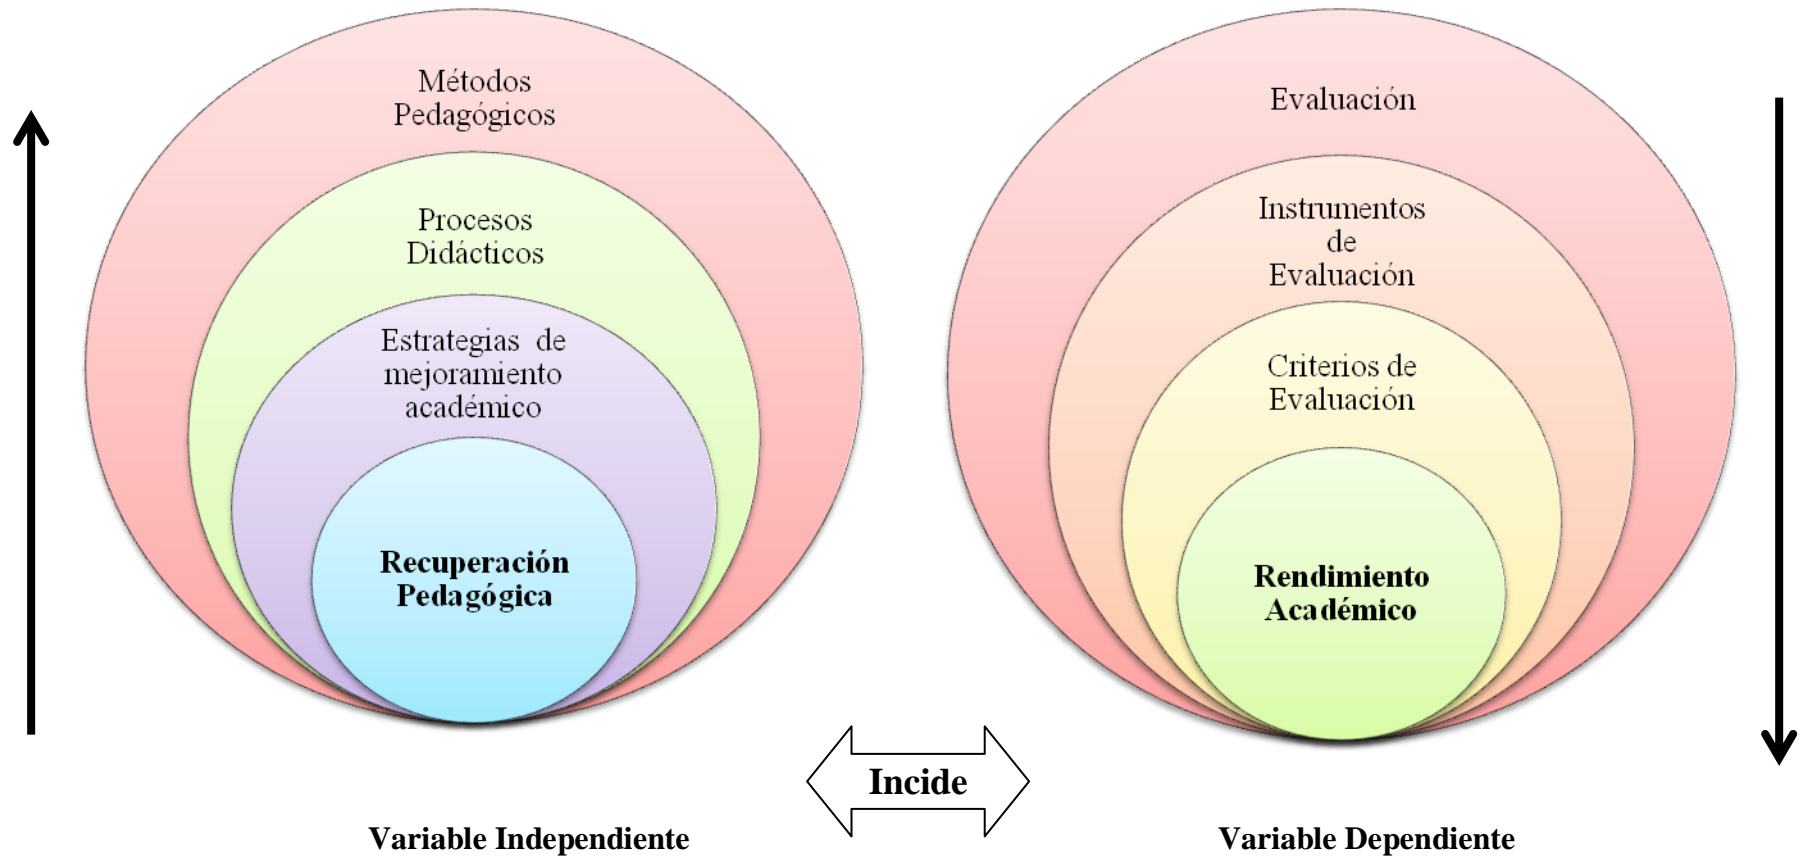 Métodos
Pedagógicos
Procesos
Didácticos
Estrategias de
mejoramiento
académico
Recuperación
Pedagógica
Evaluación
Instrumentos
de
Evaluación
Criterios de
Evaluación
Rendimiento
Académico
Incide
Variable Independiente
Variable Dependiente